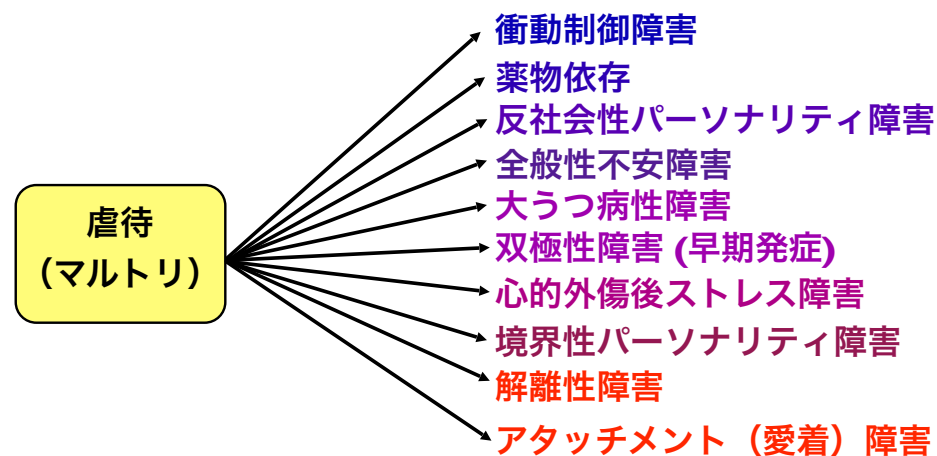 虐待
（マルトリ）
衝動制御障害
薬物依存
反社会性パーソナリティ障害
全般性不安障害
大うつ病性障害
双極性障害 (早期発症)
心的外傷後ストレス障害
境界性パーソナリティ障害
解離性障害
アタッチメント（愛着）障害